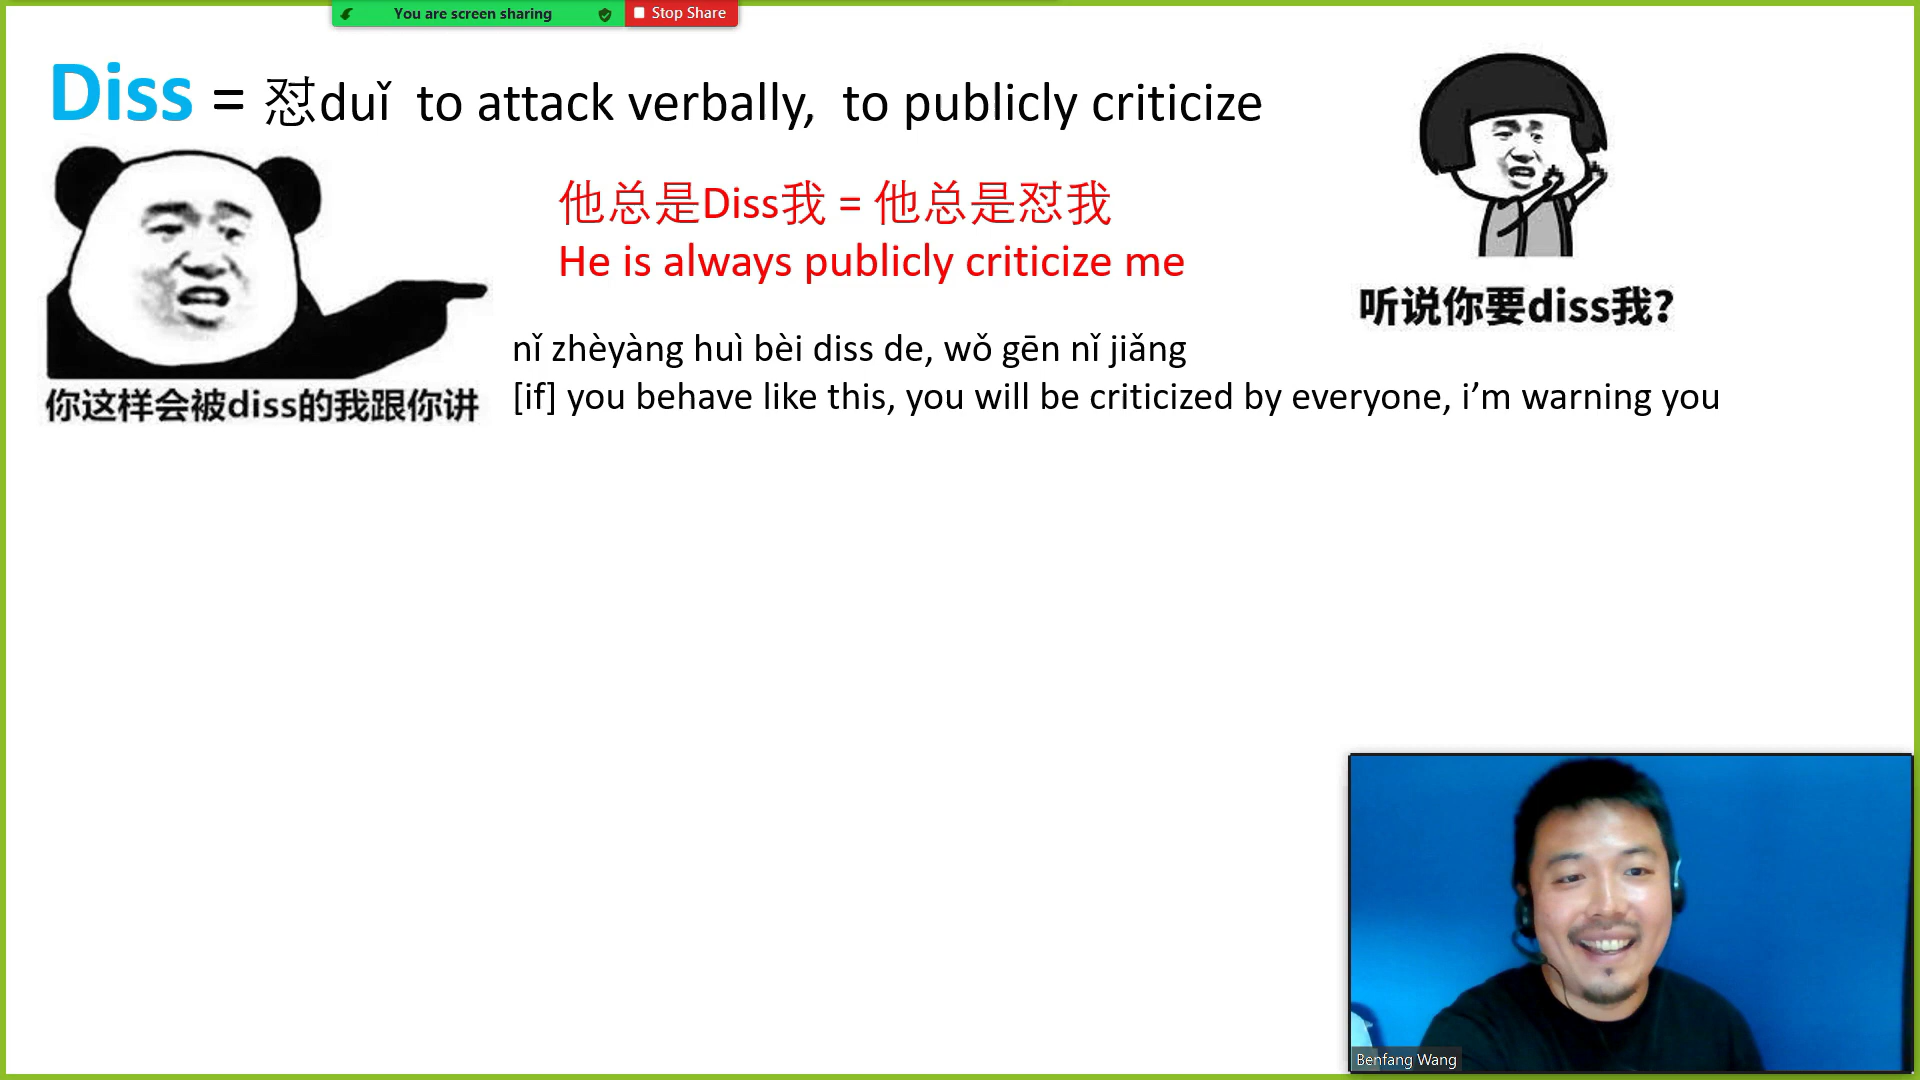 You are screen sharing
Stop Share
Diss = 怼duǐ to attack verbally, to publicly criticize
他总是Diss我 = 他总是怼我
He is always publicly criticize me
听说你要diss我?
nǐ zhèyàng huì bèi diss de, wǒ gēn nǐ jiǎng
[if] you behave like this, you will be criticized by everyone, i’m warning you
你这样会被diss的我跟你讲
Benfang Wang